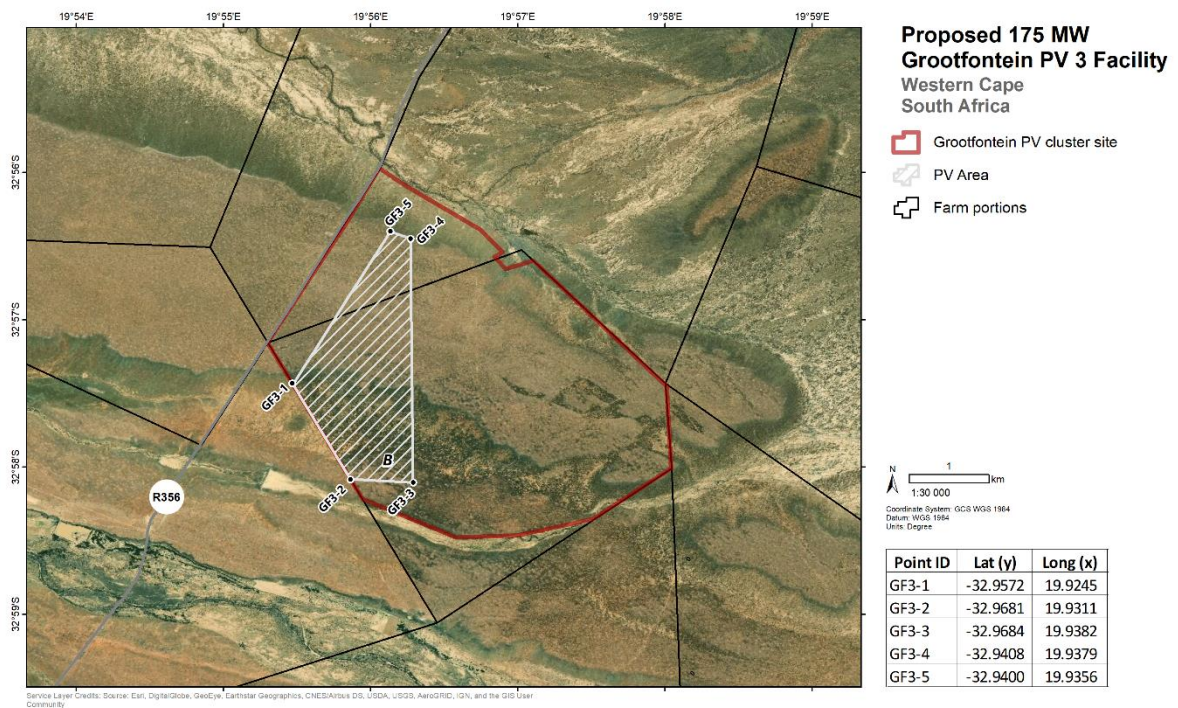 19°54'E 19°55'E 19°56'E 19°57'E 19°58'E 19°59'E
Proposed 175 MW
Grootfontein PV 3 Facility
Western Cape
South Africa
Grootfontein PV cluster site
PV Area
Farm portions
32°56'S
32°57'S
32°58'S
32°59'S
GF3-5
GF3-4
GF3-1
B
GF3-2
GF3-3
R356
N
1
km
1:30 000
Coordinate System: GCS WGS 1984
Datum: WGS 1984
Units: Degree
Point ID Lat (y) Long (x)
GF3-1 -32.9572 19.9245
GF3-2 -32.9681 19.9311
GF3-3 -32.9684 19.9382
GF3-4 -32.9408 19.9379
GF3-5 -32.9400 19.9356
Service Layer Credits: Source: Esri, DigitalGlobe, GeoEye, Earthstar Geographics, CNES/Airbus DS, USDA, USGS, AeroGRID, IGN, and the GIS User
Community